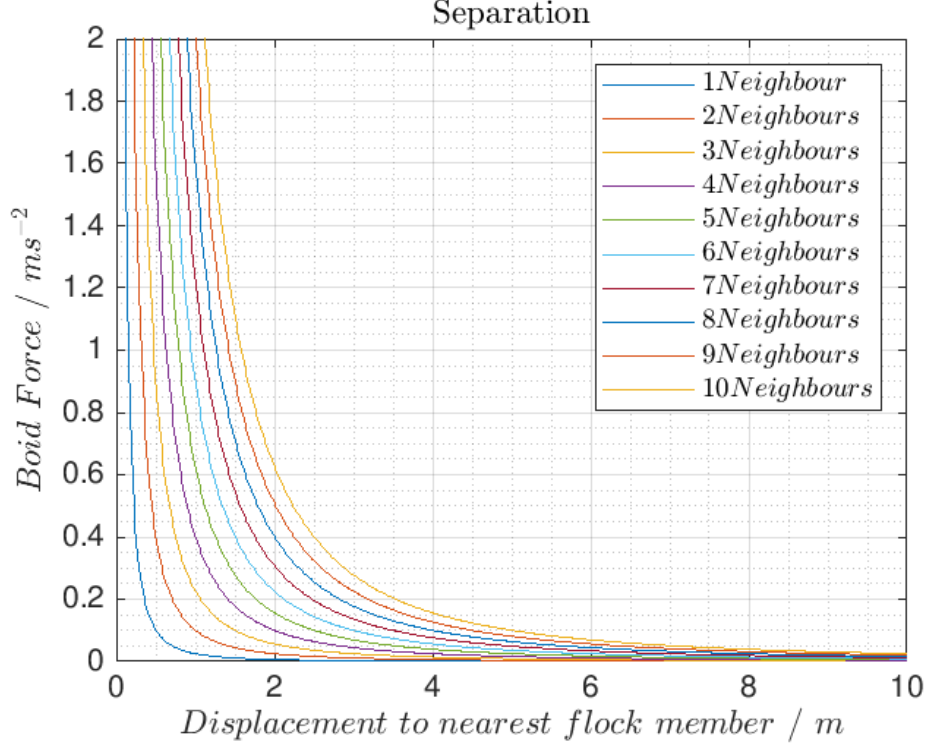 Separation
2
1.8
1.6
1.4
1.2
1
0.8
0.6
0.4
0.2
0
Boid Force / ms⁻²
1Neighbour
2Neighbours
3Neighbours
4Neighbours
5Neighbours
6Neighbours
7Neighbours
8Neighbours
9Neighbours
10Neighbours
0 2 4 6 8 10
Displacement to nearest flock member / m